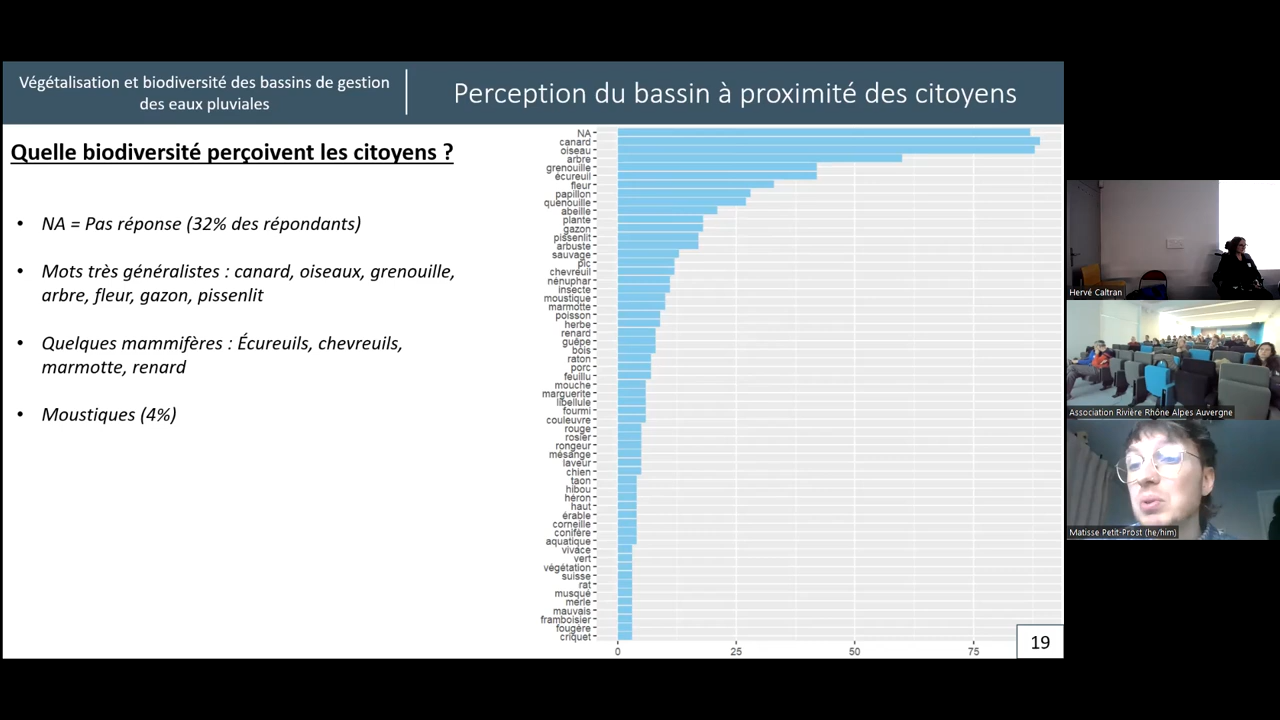 Végétalisation et biodiversité des bassins de gestion
des eaux pluviales
Perception du bassin à proximité des citoyens
Quelle biodiversité perçoivent les citoyens ?
• NA = Pas réponse (32% des répondants)
• Mots très généralistes : canard, oiseaux, grenouille,
arbre, fleur, gazon, pissenlit
• Quelques mammifères : Écureuils, chevreuils,
marmotte, renard
• Moustiques (4%)
NA
canard
oiseau
arbre
grenouille
écureuil
fleur
papillon
quenouille
abeille
plante
gazon
pissenlit
arbuste
sauvage
pic
chevreuil
nénuphar
insecte
moustique
marmotte
poisson
herbe
renard
guêpe
bois
raton
porc
feuillu
mouche
marguerite
libellule
fourmi
couleuvre
rouge
rosier
rongeur
mésange
laveur
chien
taon
hibou
héron
haut
érable
corneille
conifère
aquatique
vivace
vert
végétation
suisse
rat
musqué
merle
mauvais
framboisier
fougère
criquet
0 25 50 75
19
Hervé Caltran
Association Rivière Rhône Alpes Auvergne
Matisse Petit-Prost (he/him)